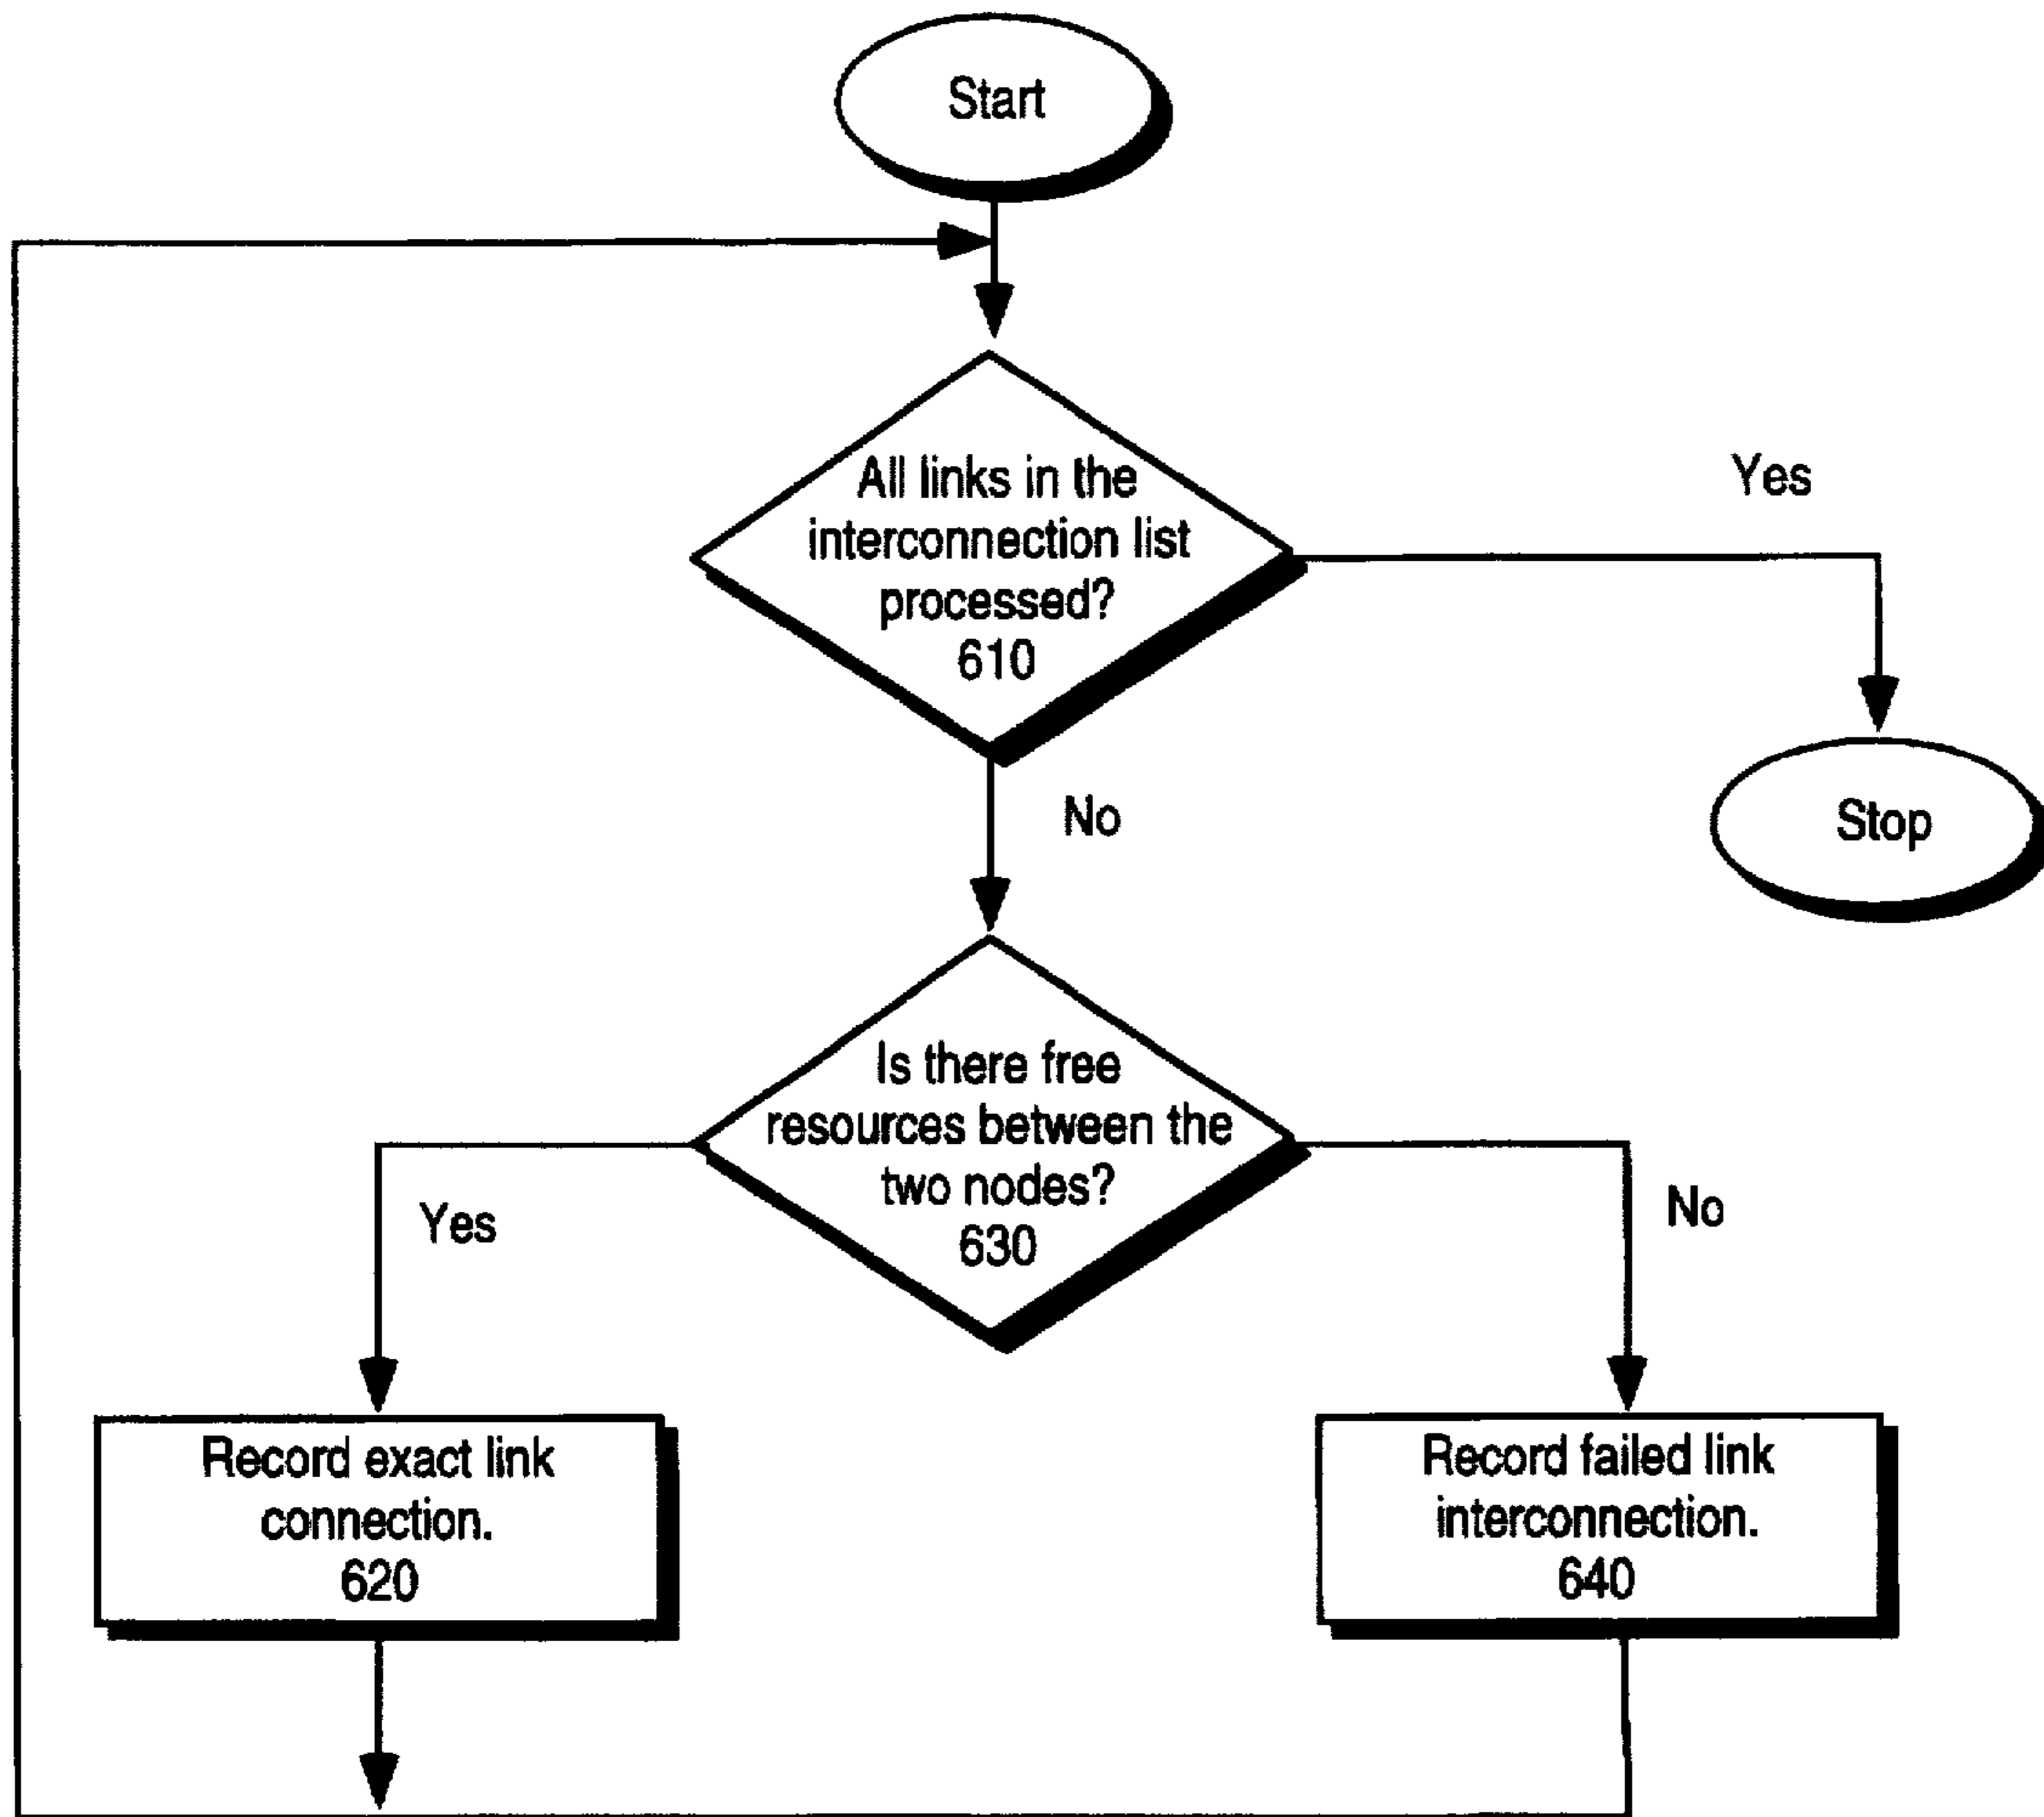 Start
All links in the
interconnection list
processed?
610
Yes
No
Stop
Is there free
resources between the
two nodes?
630
Yes
No
Record exact link
connection.
620
Record failed link
interconnection.
640